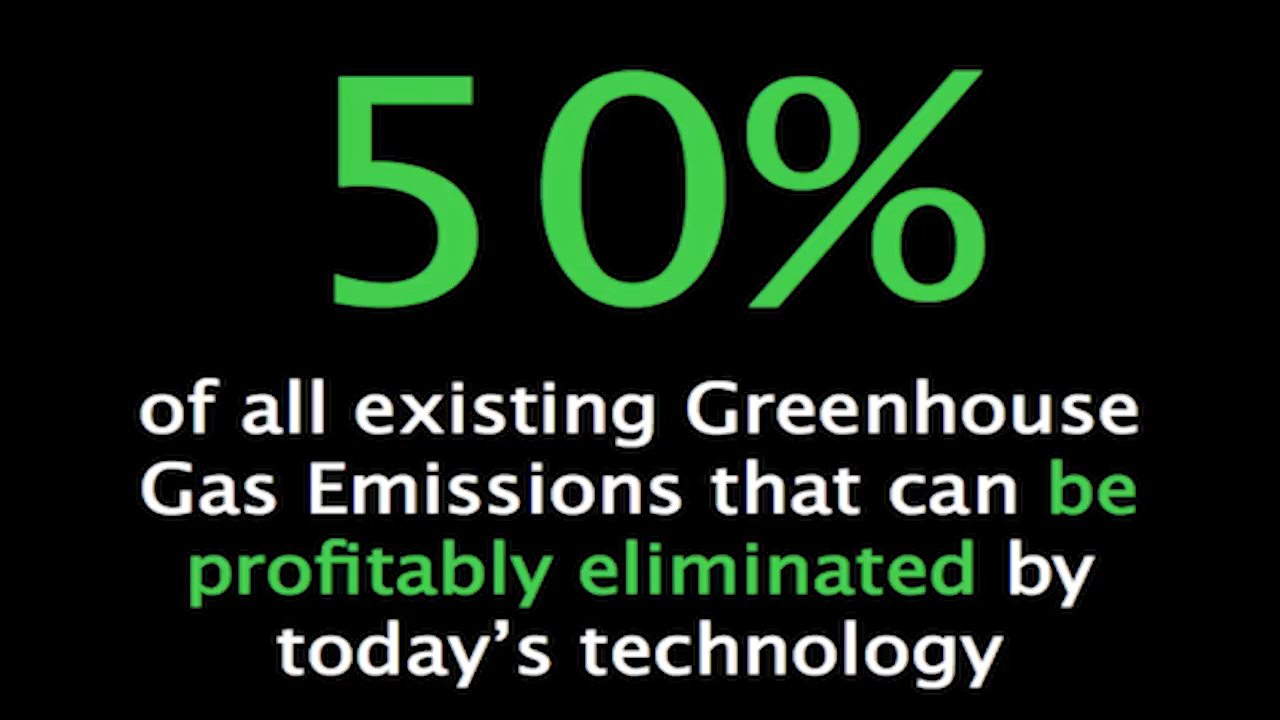 50%
of all existing Greenhouse
Gas Emissions that can be
profitably eliminated by
today’s technology